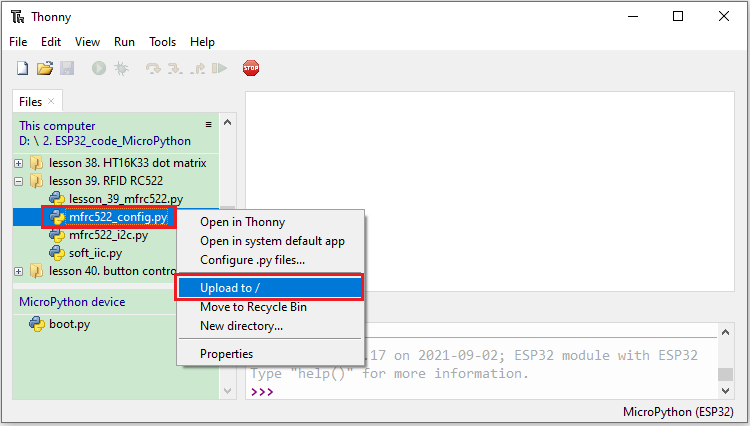 Thonny
File Edit View Run Tools Help
STOP
Files
This computer
D: \ 2. ESP32_code_MicroPython
lesson 38. HT16K33 dot matrix
lesson 39. RFID RC522
lesson_39_mfrc522.py
mfrc522_config.py
mfrc522_i2c.py
soft_iic.py
lesson 40. button contro
Open in Thonny
Open in system default app
Configure .py files...
Upload to /
Move to Recycle Bin
New directory...
Properties
MicroPython device
boot.py
.17 on 2021-09-02; ESP32 module with ESP32
Type "help()" for more information.
>>>
MicroPython (ESP32)